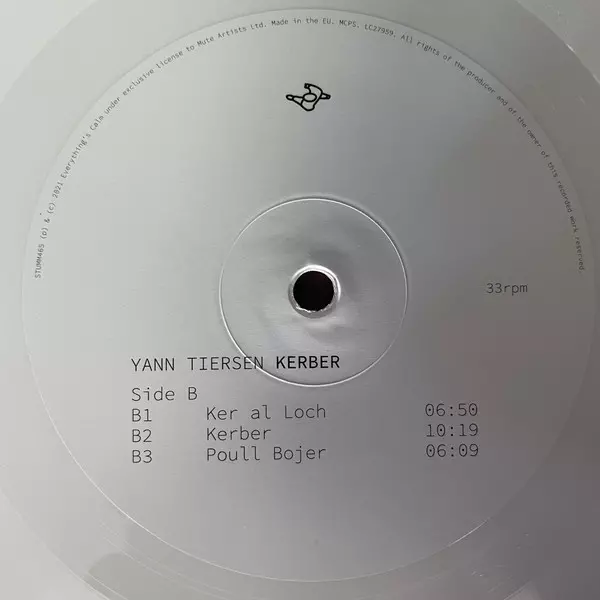 STUMM465 (p) & (c) 2021 Everything's Calm under exclusive license to Mute Artists Ltd. Made in the EU. MCPS. LC27959. All rights of the producer and of the owner of this recorded work reserved.
33rpm
YANN TIERSEN KERBER
Side B
B1 Ker al Loch 06:50
B2 Kerber 10:19
B3 Poull Bojer 06:09